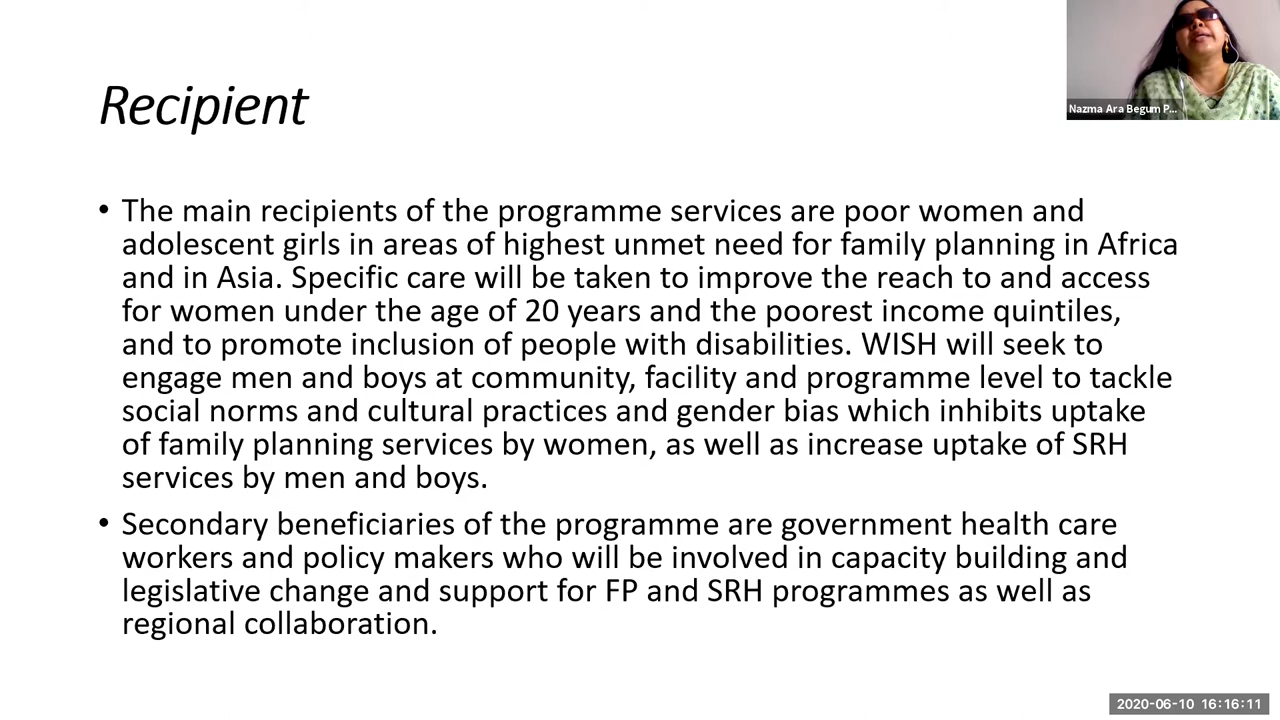 Recipient
Nazma Ara Begum P...
• The main recipients of the programme services are poor women and
adolescent girls in areas of highest unmet need for family planning in Africa
and in Asia. Specific care will be taken to improve the reach to and access
for women under the age of 20 years and the poorest income quintiles,
and to promote inclusion of people with disabilities. WISH will seek to
engage men and boys at community, facility and programme level to tackle
social norms and cultural practices and gender bias which inhibits uptake
of family planning services by women, as well as increase uptake of SRH
services by men and boys.
• Secondary beneficiaries of the programme are government health care
workers and policy makers who will be involved in capacity building and
legislative change and support for FP and SRH programmes as well as
regional collaboration.
2020-06-10 16:16:11